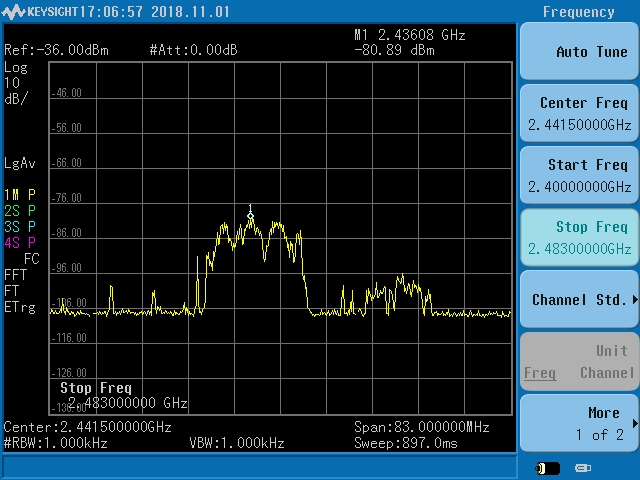 KEYSIGHT 17:06:57 2018.11.01
Frequency
M1 2.43608 GHz
Ref:-36.00dBm #Att:0.00dB -80.89 dBm
Log
10
dB/
LgAv
1M P
2S P
3S P
4S P
FC
FFT
FT
ETrg
-46.00
-56.00
-66.00
-76.00
-86.00
-96.00
-106.00
-116.00
-126.00
-136.00
1
Stop Freq
2.483000000 GHz
Center:2.441500000GHz Span:83.000000MHz
#RBW:1.000kHz VBW:1.000kHz Sweep:897.0ms
Auto Tune
Center Freq
2.44150000GHz
Start Freq
2.40000000GHz
Stop Freq
2.48300000GHz
Channel Std.
Unit
Freq Channel
More
1 of 2